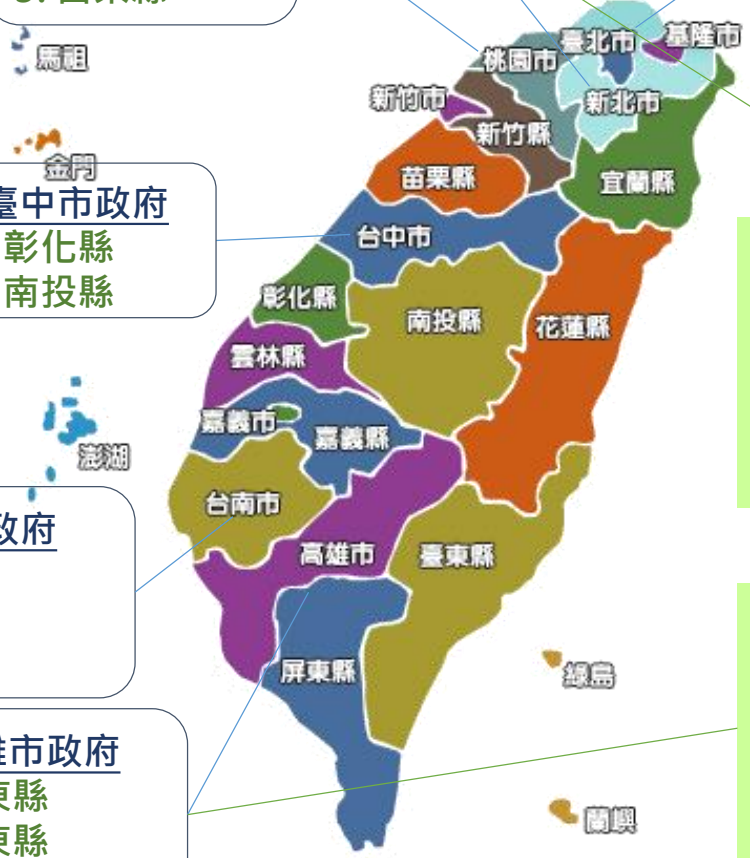 馬祖
臺北市
基隆市
桃園市
新竹市
新北市
新竹縣
金門
苗栗縣
宜蘭縣
臺中市政府
彰化縣
南投縣
台中市
彰化縣
南投縣
花蓮縣
雲林縣
嘉義市
嘉義縣
澎湖
台南市
政府
高雄市
臺東縣
屏東縣
綠島
雄市政府
東縣
東縣
蘭嶼